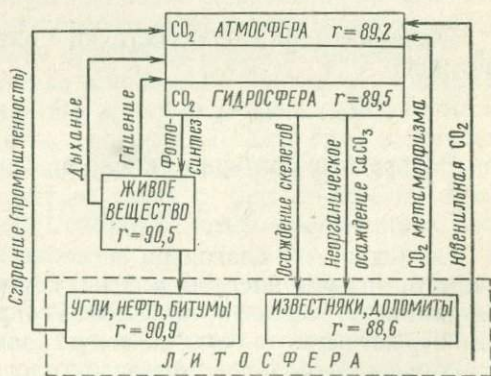 CO₂ АТМОСФЕРА r = 89,2
CO₂ ГИДРОСФЕРА r = 89,5
Сгорание (промышленность)
Дыхание
Гниение
Фото-
синтез
ЖИВОЕ
ВЕЩЕСТВО
r = 90,5
Осаждение скелетов
Неорганическое
осаждение CaCO₃
CO₂ метаморфизма
Ювенильная CO₂
УГЛИ, НЕФТЬ, БИТУМЫ
r = 90,9
ИЗВЕСТНЯКИ, ДОЛОМИТЫ
r = 88,6
ЛИТОСФЕРА